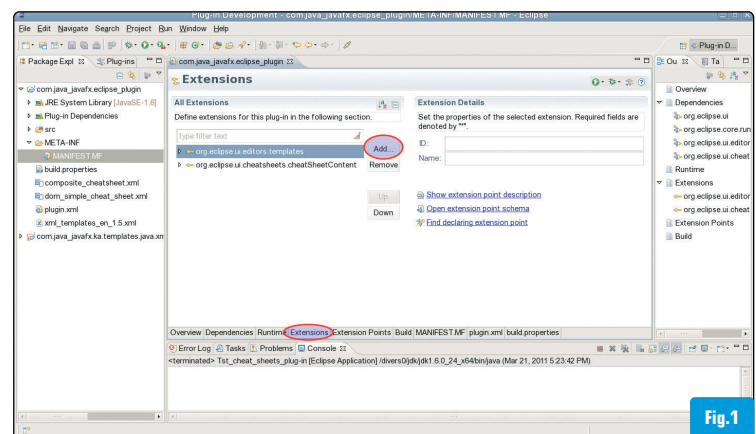 Plug-in Development - com.java_javafx.eclipse_plugin/META-INF/MANIFEST.MF - Eclipse
File Edit Navigate Search Project Run Window Help
Plug-in D...
Package Expl
Plug-ins
com.java_javafx.eclipse_plugin
JRE System Library [JavaSE-1.6]
Plug-in Dependencies
src
META-INF
MANIFEST.MF
build.properties
composite_cheatsheet.xml
dom_simple_cheat_sheet.xml
plugin.xml
xml_templates_en_1.5.xml
com.java_javafx.ka.templates.java.xm
com.java_javafx.eclipse_plugin
Extensions
All Extensions
Define extensions for this plug-in in the following section.
type filter text
org.eclipse.ui.editors.templates
org.eclipse.ui.cheatsheets.cheatSheetContent
Add...
Remove
Up
Down
Extension Details
Set the properties of the selected extension. Required fields are
denoted by "*".
ID:
Name:
Show extension point description
Open extension point schema
Find declaring extension point
Overview Dependencies Runtime Extensions Extension Points Build MANIFEST.MF plugin.xml build.properties
Error Log Tasks Problems Console
<terminated> Tst_cheat_sheets_plug-in [Eclipse Application] /divers0/jdk/jdk1.6.0_24_x64/bin/java (Mar 21, 2011 5:23:42 PM)
Ou
Ta
Overview
Dependencies
org.eclipse.ui
org.eclipse.core.run
org.eclipse.ui.editor
org.eclipse.ui.cheat
Runtime
Extensions
org.eclipse.ui.editor
org.eclipse.ui.cheat
Extension Points
Build
Fig.1